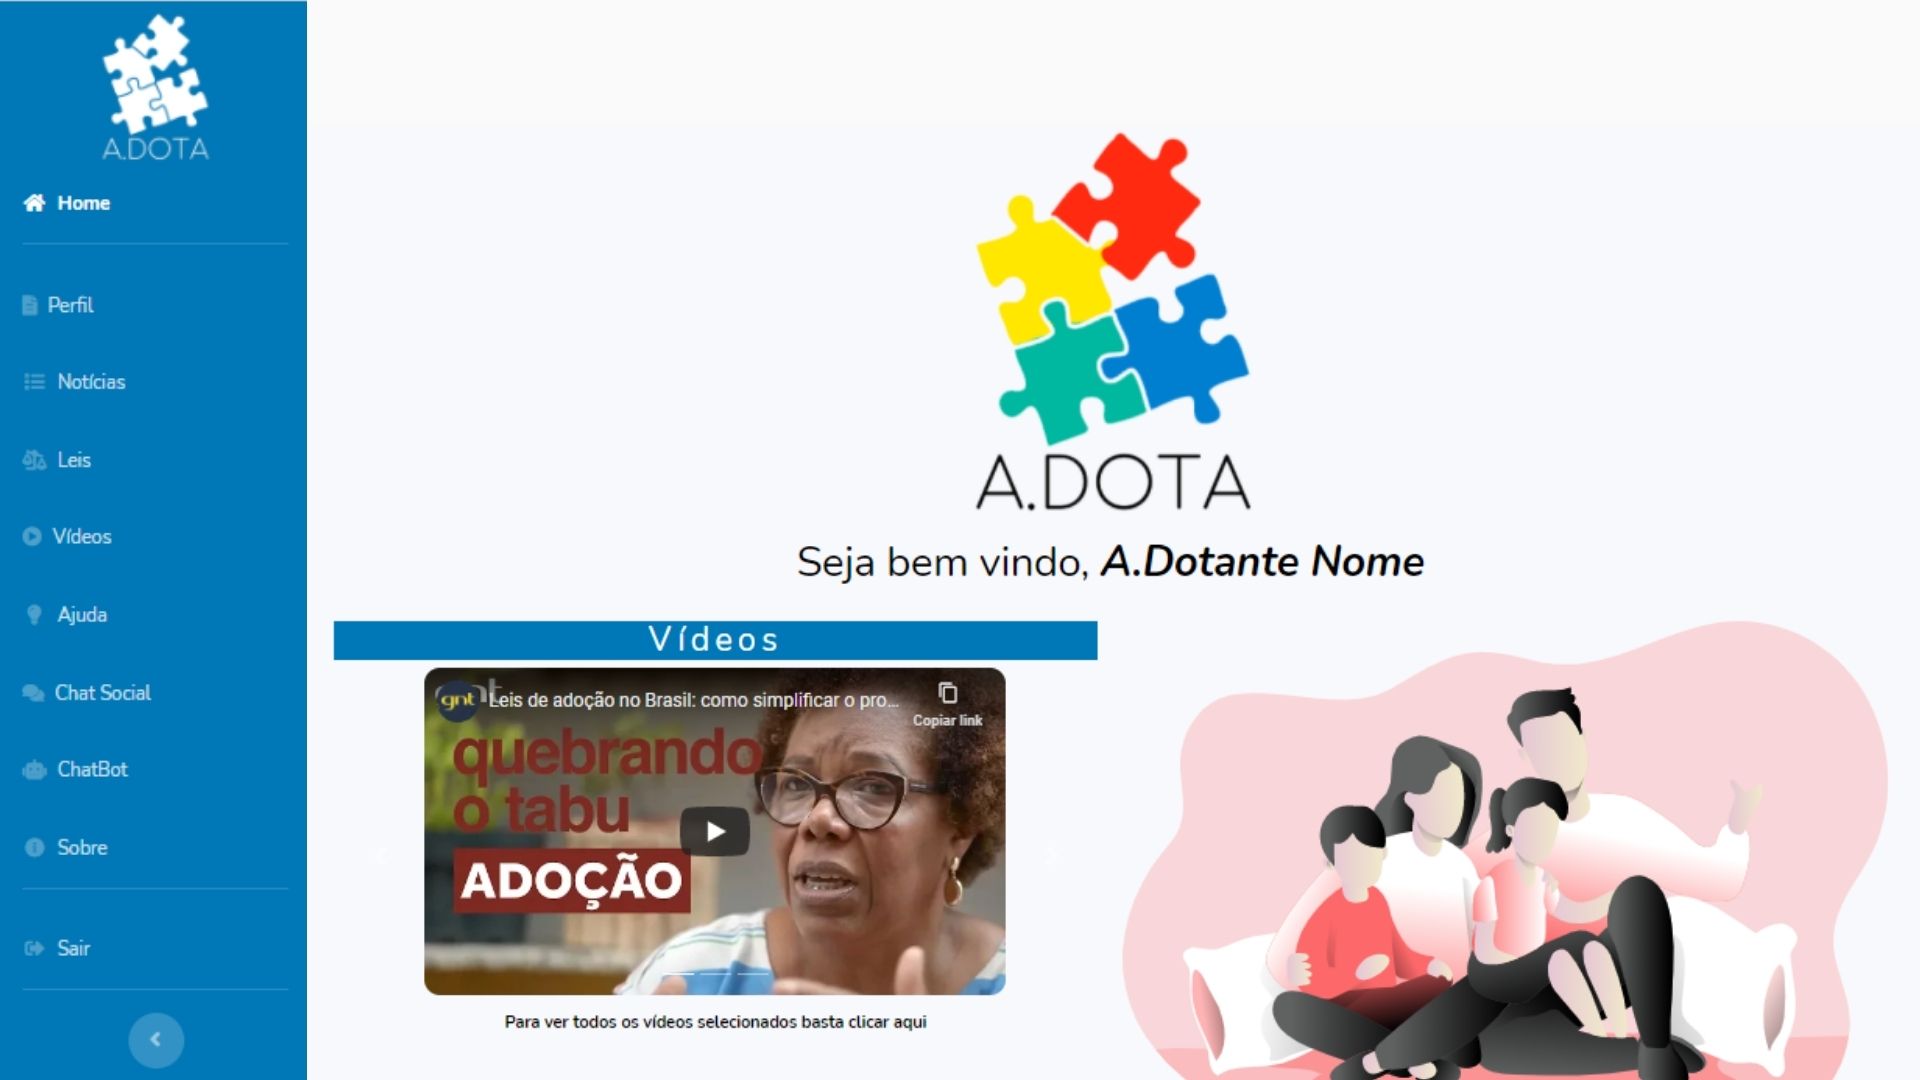 A.DOTA
Home
Perfil
Notícias
Leis
Vídeos
Ajuda
Chat Social
ChatBot
Sobre
Sair
A.DOTA
Seja bem vindo, A.Dotante Nome
Vídeos
gnt
Leis de adoção no Brasil: como simplificar o pro...
Copiar link
quebrando
o tabu
ADOÇÃO
Para ver todos os vídeos selecionados basta clicar aqui